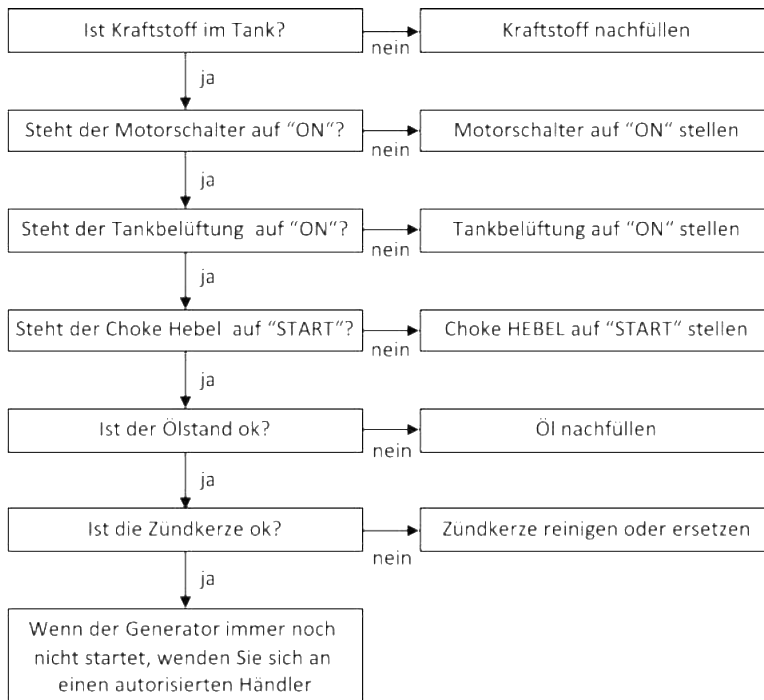 Ist Kraftstoff im Tank?
nein
Kraftstoff nachfüllen
ja
Steht der Motorschalter auf “ON“?
nein
Motorschalter auf “ON“ stellen
ja
Steht der Tankbelüftung auf “ON“?
nein
Tankbelüftung auf “ON“ stellen
ja
Steht der Choke Hebel auf “START“?
nein
Choke HEBEL auf “START“ stellen
ja
Ist der Ölstand ok?
nein
Öl nachfüllen
ja
Ist die Zündkerze ok?
nein
Zündkerze reinigen oder ersetzen
ja
Wenn der Generator immer noch
nicht startet, wenden Sie sich an
einen autorisierten Händler